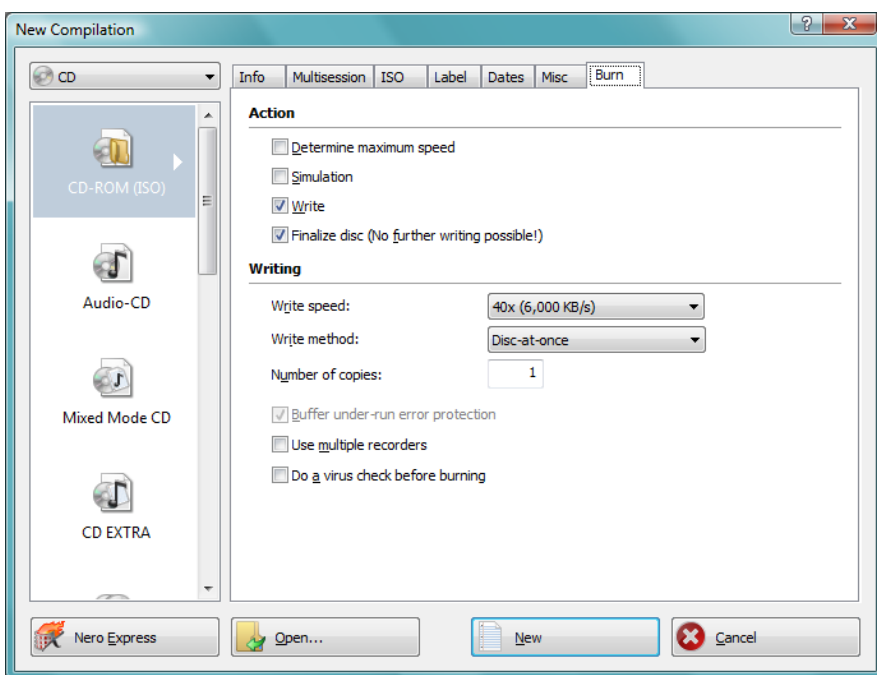 New Compilation
CD
Info Multisession ISO Label Dates Misc Burn
CD-ROM (ISO)
Audio-CD
Mixed Mode CD
CD EXTRA
Action
Determine maximum speed
Simulation
Write
Finalize disc (No further writing possible!)
Writing
Write speed: 40x (6,000 KB/s)
Write method: Disc-at-once
Number of copies: 1
Buffer under-run error protection
Use multiple recorders
Do a virus check before burning
Nero Express Open... New Cancel